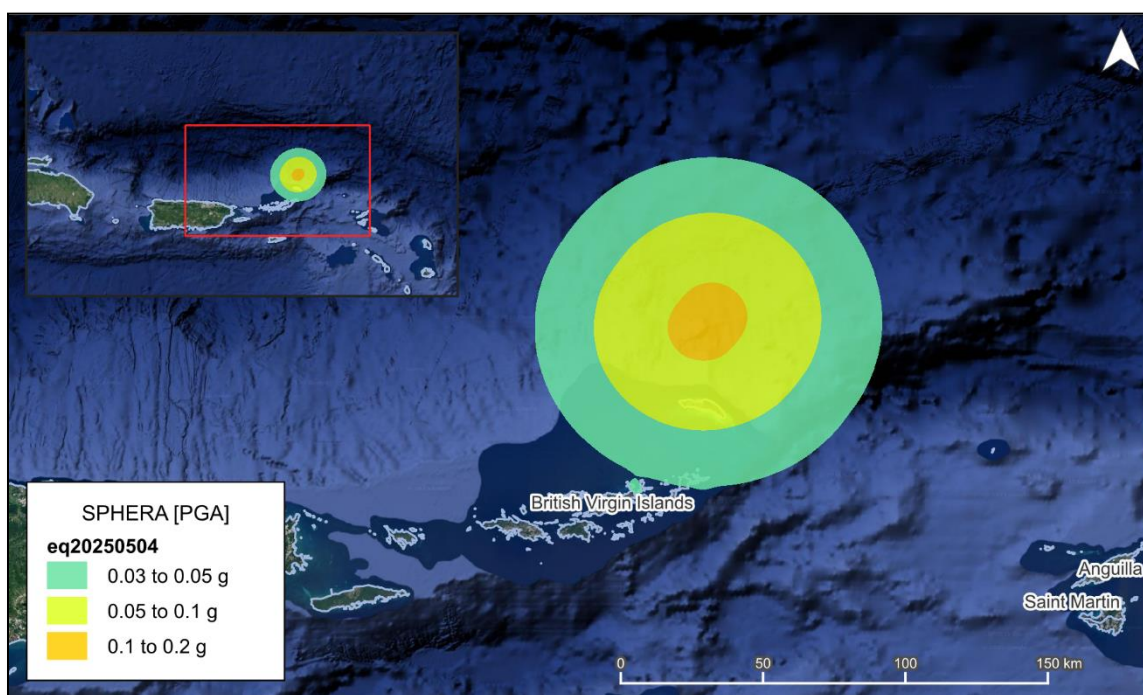 British Virgin Islands
Anguilla
Saint Martin
SPHERA [PGA]
eq20250504
0.03 to 0.05 g
0.05 to 0.1 g
0.1 to 0.2 g
0 50 100 150 km